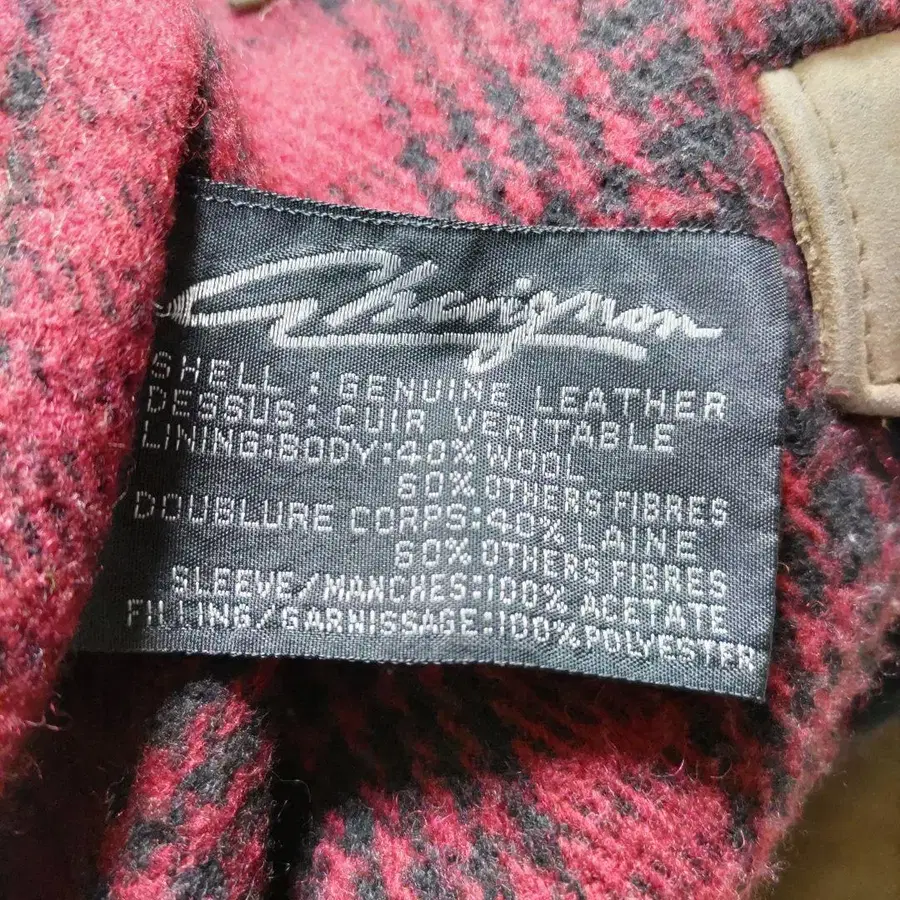 Chevignon
SHELL : GENUINE LEATHER
DESSUS: CUIR VERITABLE
LINING:BODY:40% WOOL
60% OTHERS FIBRES
DOUBLURE CORPS:40% LAINE
60% OTHERS FIBRES
SLEEVE/MANCHES:100% ACETATE
FILLING/GARNISSAGE:100%POLYESTER